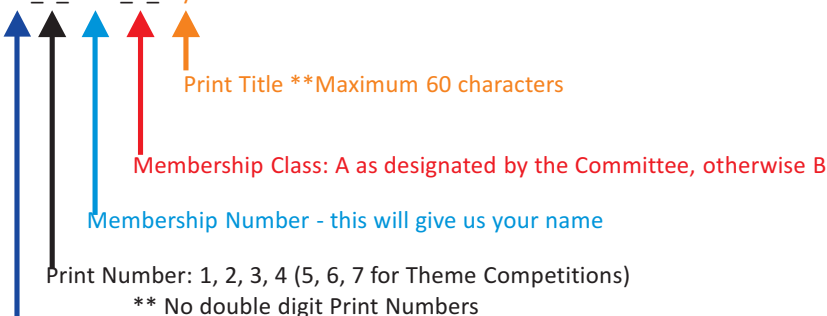 Print Title **Maximum 60 characters
Membership Class: A as designated by the Committee, otherwise B
Membership Number - this will give us your name
Print Number: 1, 2, 3, 4 (5, 6, 7 for Theme Competitions)
** No double digit Print Numbers